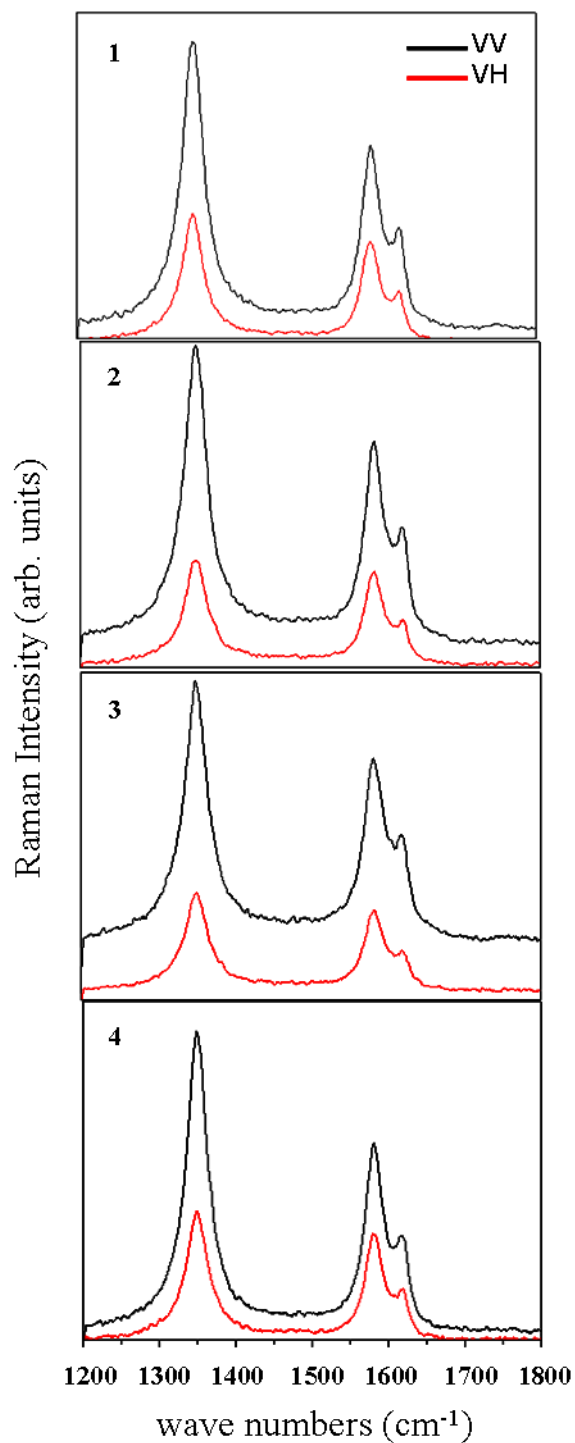 1
VV
VH
2
3
4
Raman Intensity (arb. units)
1200 1300 1400 1500 1600 1700 1800
wave numbers (cm⁻¹)